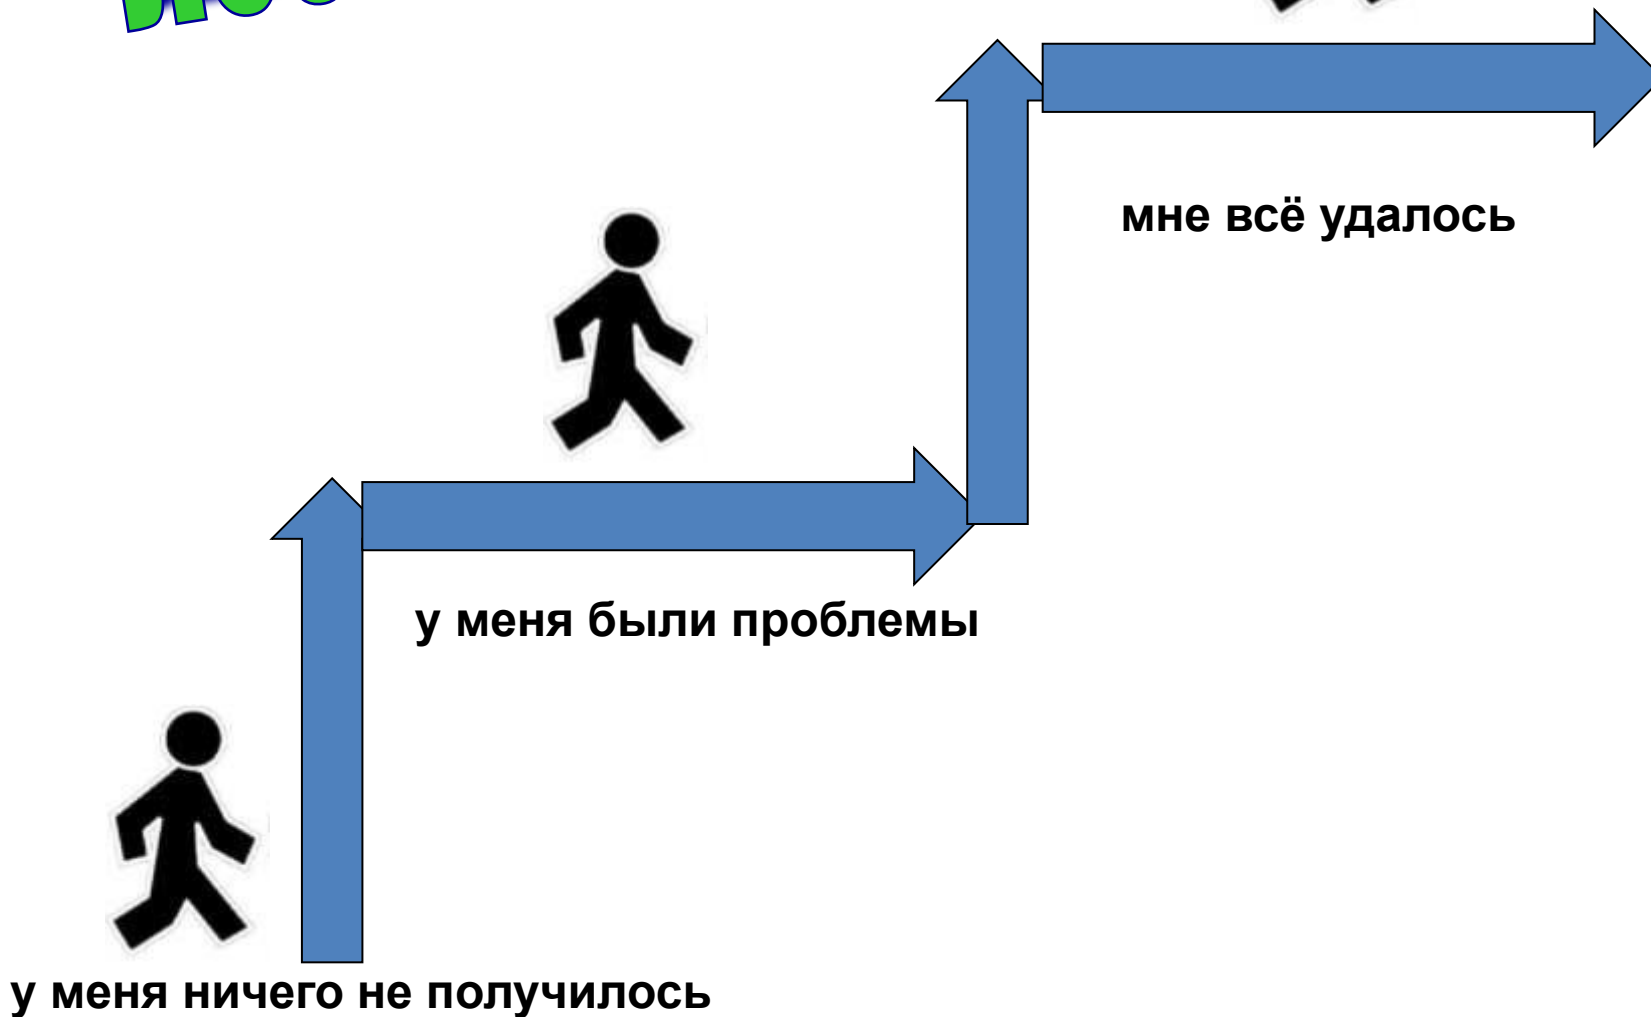 мне всё удалось
у меня были проблемы
у меня ничего не получилось